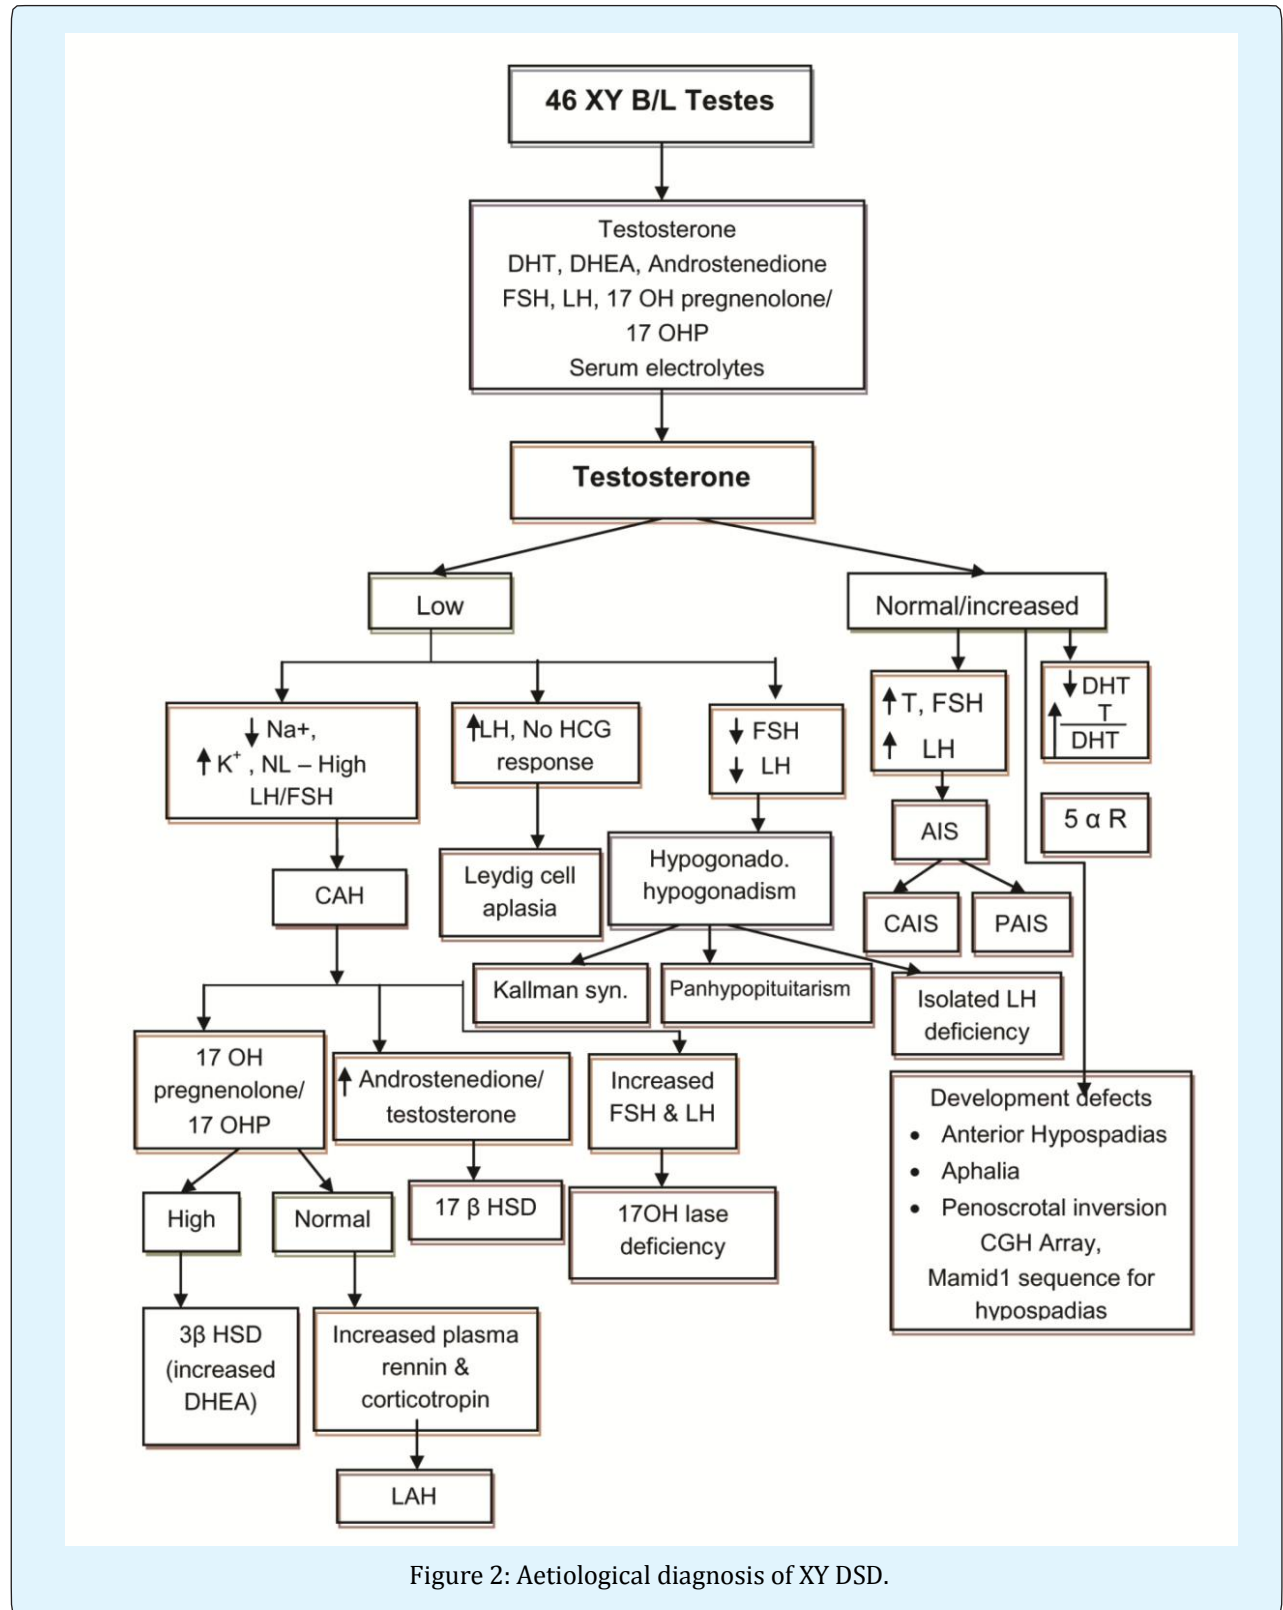 46 XY B/L Testes
Testosterone
DHT, DHEA, Androstenedione
FSH, LH, 17 OH pregnenolone/
17 OHP
Serum electrolytes
Testosterone
Low
Normal/increased
↓ Na+,
↑ K⁺ , NL – High
LH/FSH
↑LH, No HCG
response
↓ FSH
↓ LH
↑ T, FSH
↑ LH
↓ DHT
↑ T
DHT
CAH
Leydig cell
aplasia
Hypogonado.
hypogonadism
AIS
5 α R
CAIS
PAIS
Kallman syn.
Panhypopituitarism
Isolated LH
deficiency
17 OH
pregnenolone/
17 OHP
↑ Androstenedione/
testosterone
Increased
FSH & LH
Development defects
• Anterior Hypospadias
• Aphalia
• Penoscrotal inversion
CGH Array,
Mamid1 sequence for
hypospadias
High
Normal
17 β HSD
17OH lase
deficiency
3β HSD
(increased
DHEA)
Increased plasma
rennin &
corticotropin
LAH
Figure 2: Aetiological diagnosis of XY DSD.